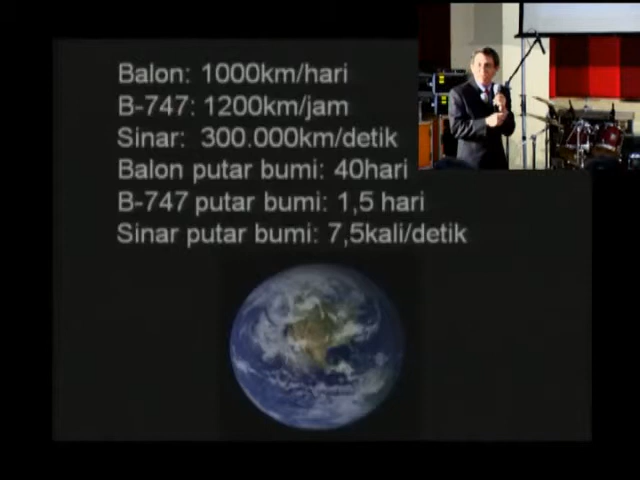 Balon: 1000km/hari
B-747: 1200km/jam
Sinar: 300.000km/detik
Balon putar bumi: 40hari
B-747 putar bumi: 1,5 hari
Sinar putar bumi: 7,5kali/detik